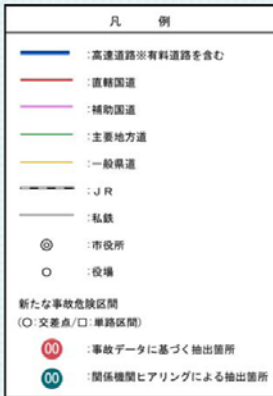 凡 例
:高速道路※有料道路を含む
:直轄国道
:補助国道
:主要地方道
:一般県道
:ＪＲ
:私鉄
:市役所
:役場
新たな事故危険区間
(○:交差点/□:単路区間)
00 :事故データに基づく抽出箇所
00 :関係機関ヒアリングによる抽出箇所